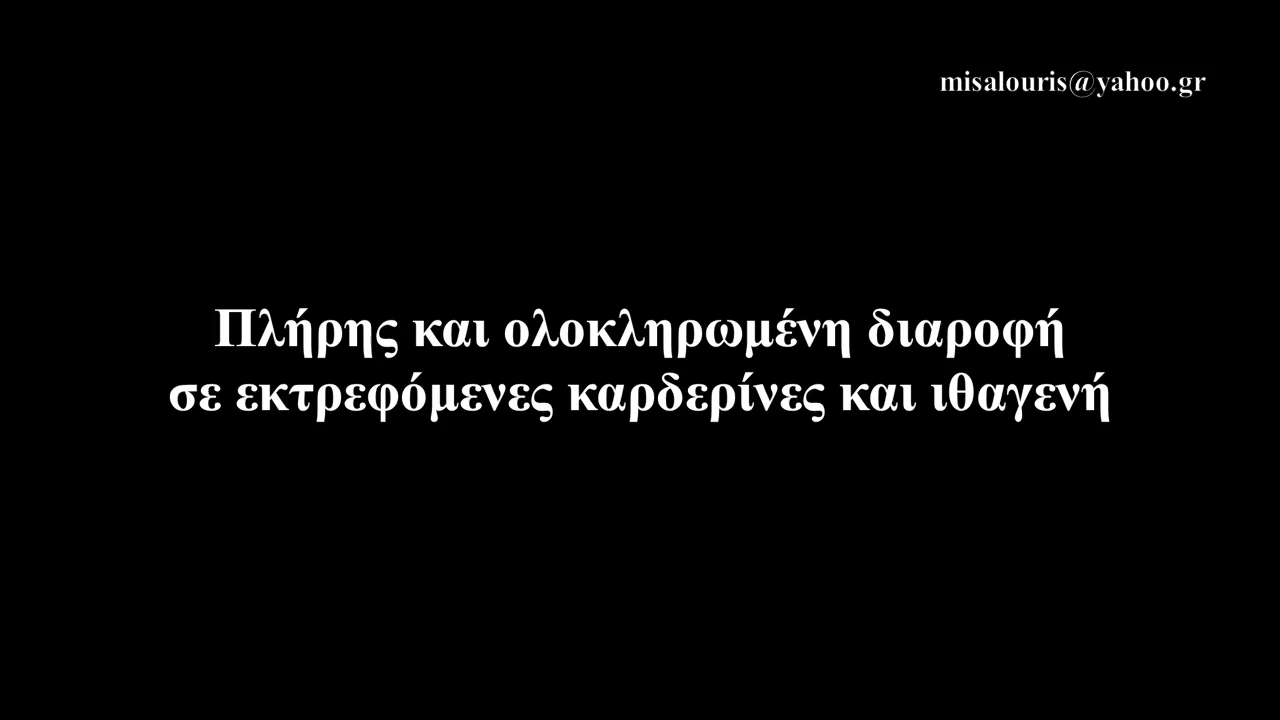 misalouris@yahoo.gr
Πλήρης και ολοκληρωμένη διαροφή
σε εκτρεφόμενες καρδερίνες και ιθαγενή